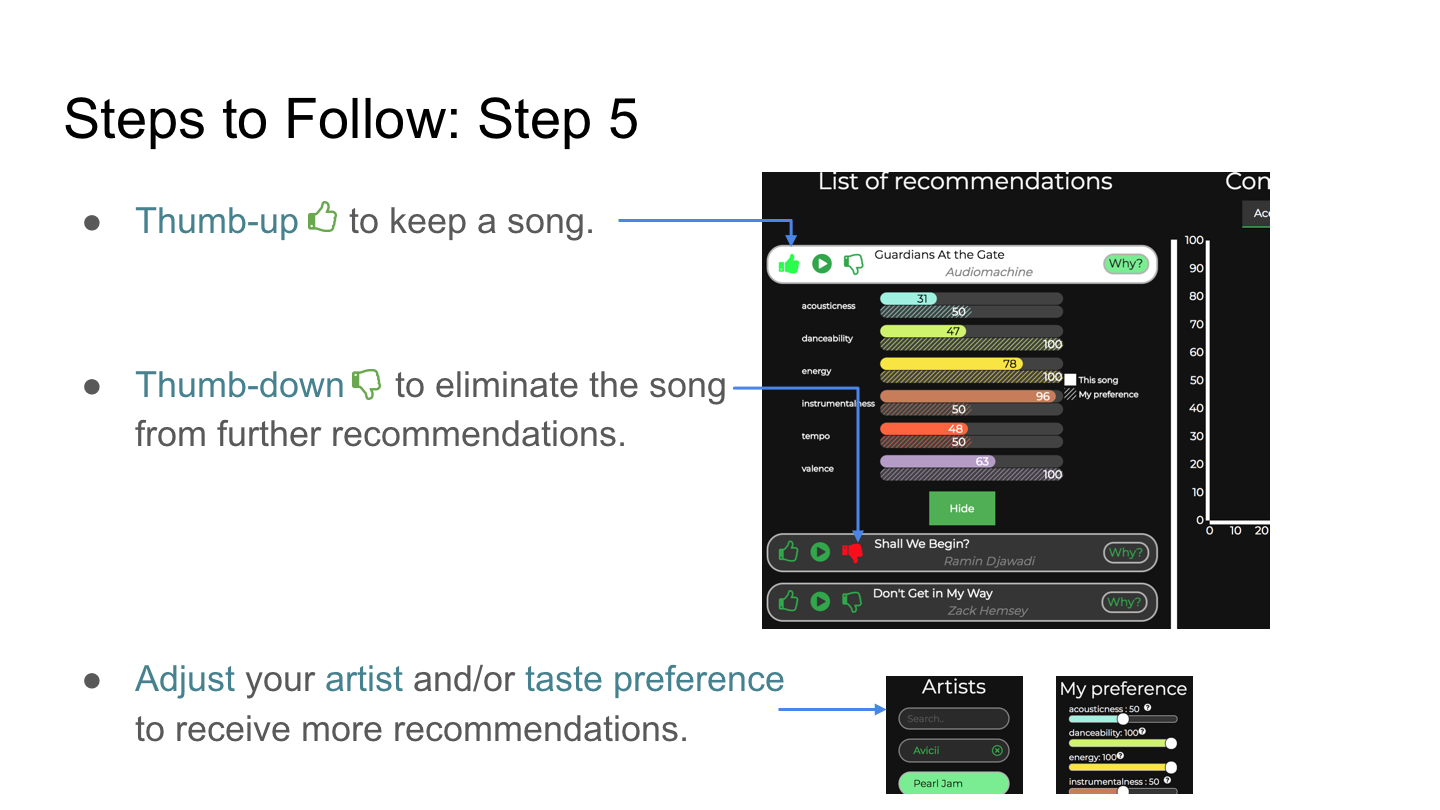 Steps to Follow: Step 5
● Thumb-up to keep a song.
● Thumb-down to eliminate the song
from further recommendations.
● Adjust your artist and/or taste preference
to receive more recommendations.
List of recommendations
Guardians At the Gate
Audiomachine
Why?
acousticness
31
50
danceability
47
100
energy
78
100
instrumentalness
96
50
tempo
48
50
valence
63
100
This song
My preference
Hide
Shall We Begin?
Ramin Djawadi
Why?
Don't Get in My Way
Zack Hemsey
Why?
Con
Acc
100
90
80
70
60
50
40
30
20
10
0
0 10 20
Artists
Search..
Avicii
Pearl Jam
My preference
acousticness : 50 ?
danceability: 100 ?
energy: 100 ?
instrumentalness : 50 ?